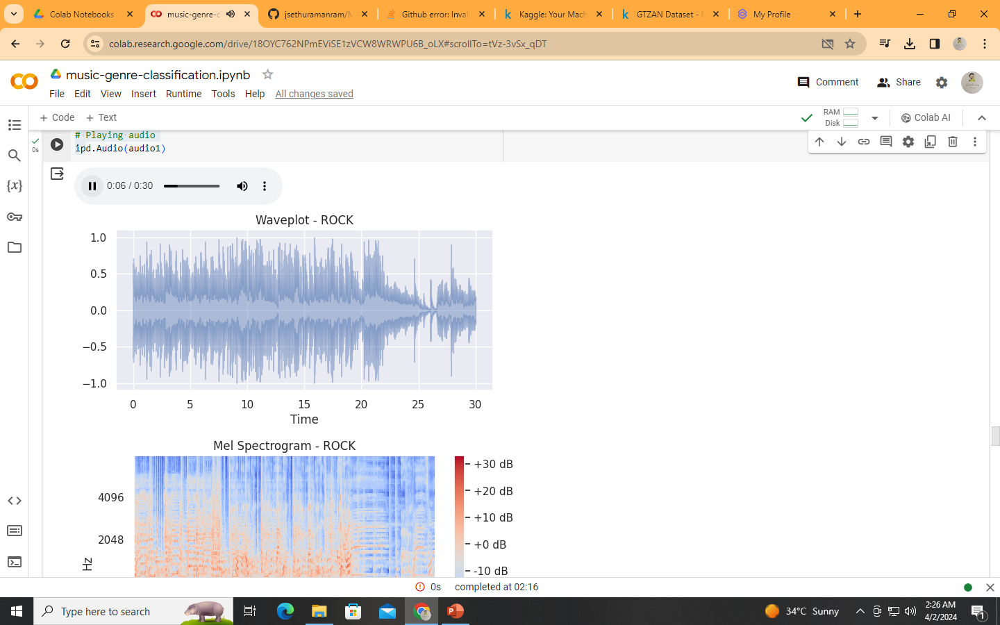 Colab Notebooks
music-genre-c
jsethuramanram/M
Github error: Invali
Kaggle: Your Mach
GTZAN Dataset - M
My Profile
colab.research.google.com/drive/18OYC762NPmEViSE1zVCW8WRWPU6B_oLX#scrollTo=tVz-3vSx_qDT
music-genre-classification.ipynb
Comment
Share
File Edit View Insert Runtime Tools Help All changes saved
+ Code + Text
RAM
Disk
Colab AI
# Playing audio
0s
ipd.Audio(audio1)
{x}
0:06 / 0:30
Waveplot - ROCK
1.0
0.5
0.0
−0.5
−1.0
0 5 10 15 20 25 30
Time
Mel Spectrogram - ROCK
+30 dB
+20 dB
4096
+10 dB
2048
+0 dB
Hz
-10 dB
0s completed at 02:16
Type here to search
34°C Sunny
2:26 AM
4/2/2024
1